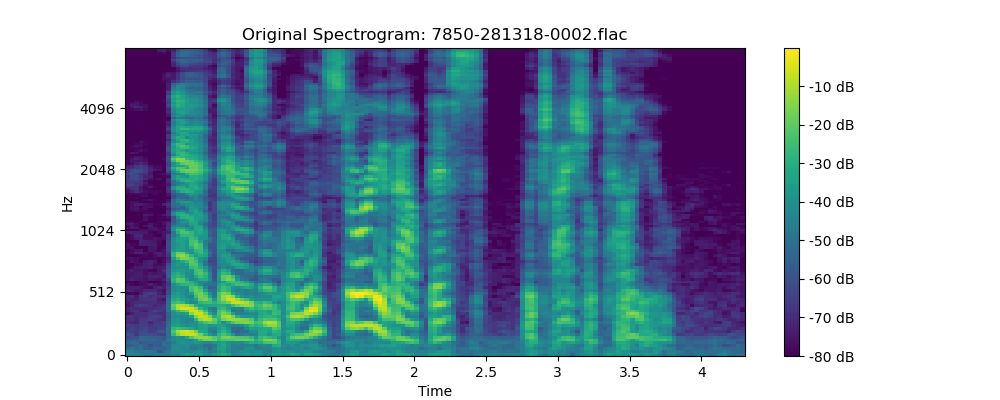 Original Spectrogram: 7850-281318-0002.flac
Hz
4096
2048
1024
512
0
0 0.5 1 1.5 2 2.5 3 3.5 4
Time
-10 dB
-20 dB
-30 dB
-40 dB
-50 dB
-60 dB
-70 dB
-80 dB